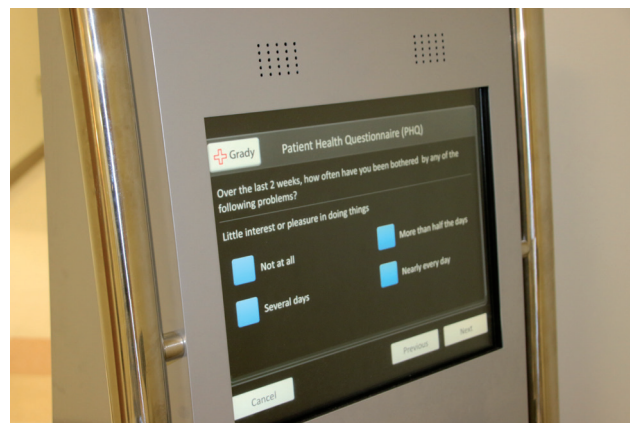 Grady
Patient Health Questionnaire (PHQ)
Over the last 2 weeks, how often have you been bothered by any of the
following problems?
Little interest or pleasure in doing things
Not at all
More than half the days
Several days
Nearly every day
Previous
Next
Cancel